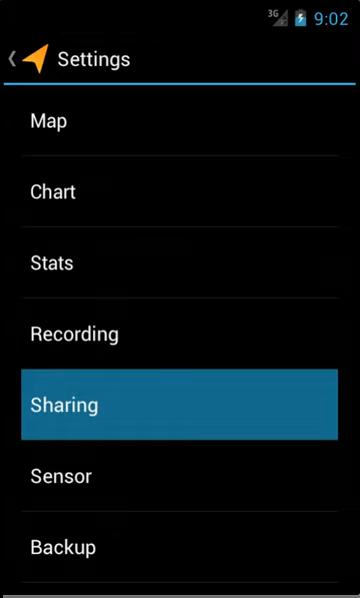 3G 9:02
Settings
Map
Chart
Stats
Recording
Sharing
Sensor
Backup